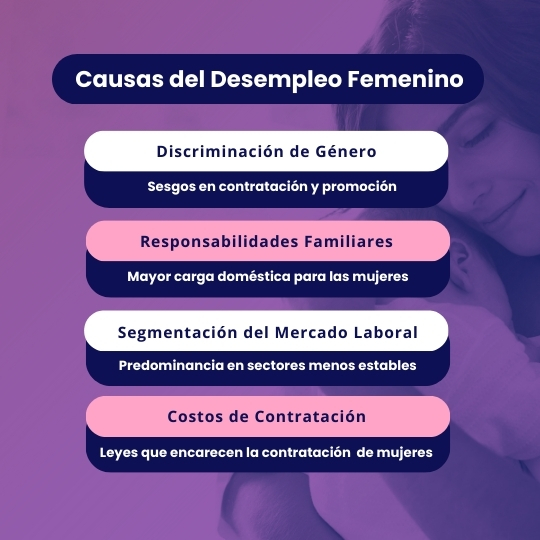 Causas del Desempleo Femenino
Discriminación de Género
Sesgos en contratación y promoción
Responsabilidades Familiares
Mayor carga doméstica para las mujeres
Segmentación del Mercado Laboral
Predominancia en sectores menos estables
Costos de Contratación
Leyes que encarecen la contratación de mujeres